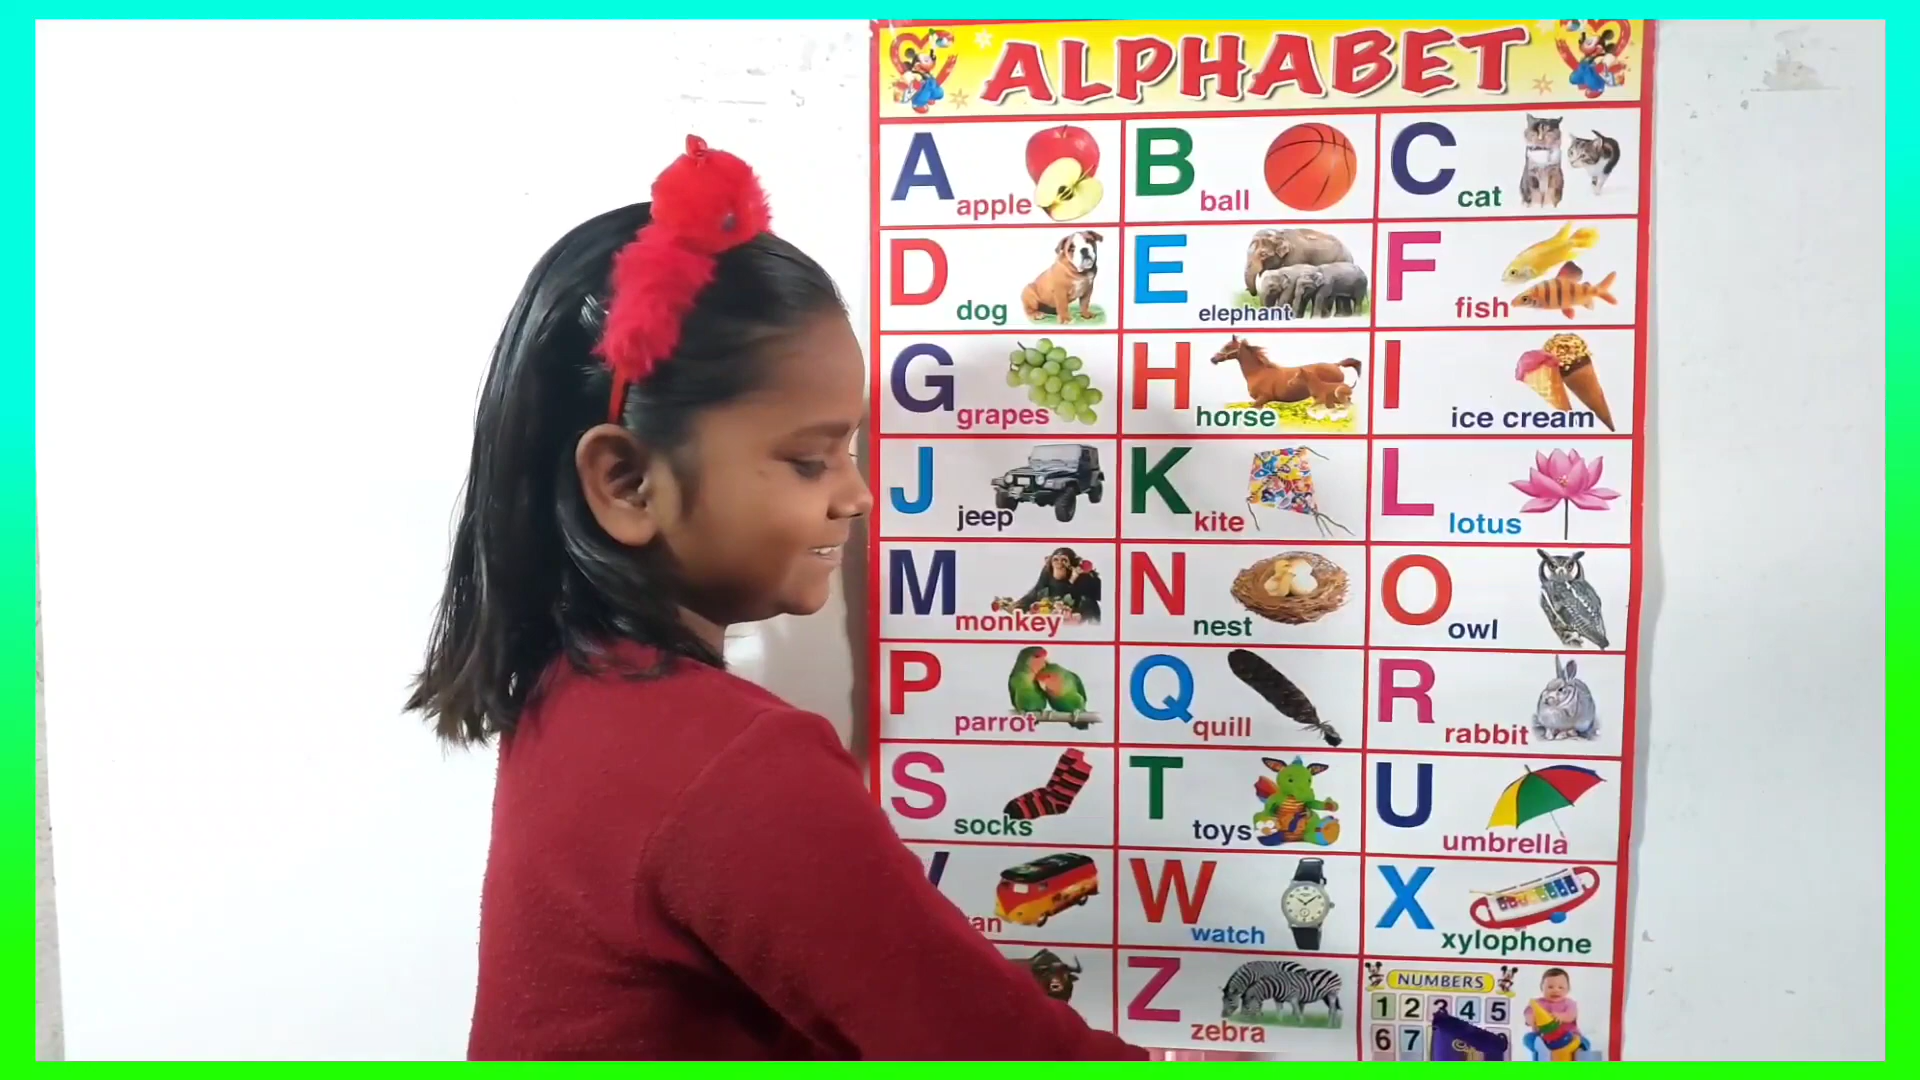 ALPHABET
A apple B ball C cat
D dog E elephant F fish
G grapes H horse I ice cream
J jeep K kite L lotus
M monkey N nest O owl
P parrot Q quill R rabbit
S socks T toys U umbrella
V an W watch X xylophone
Z zebra
NUMBERS
1 2 3 4 5
6 7